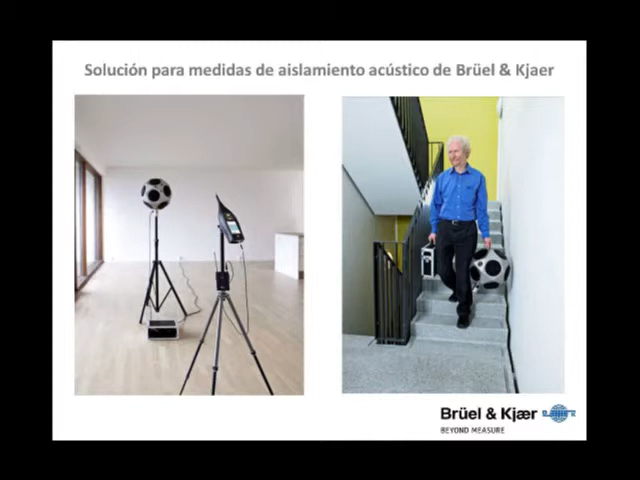 Solución para medidas de aislamiento acústico de Brüel & Kjaer
Brüel & Kjær
BEYOND MEASURE